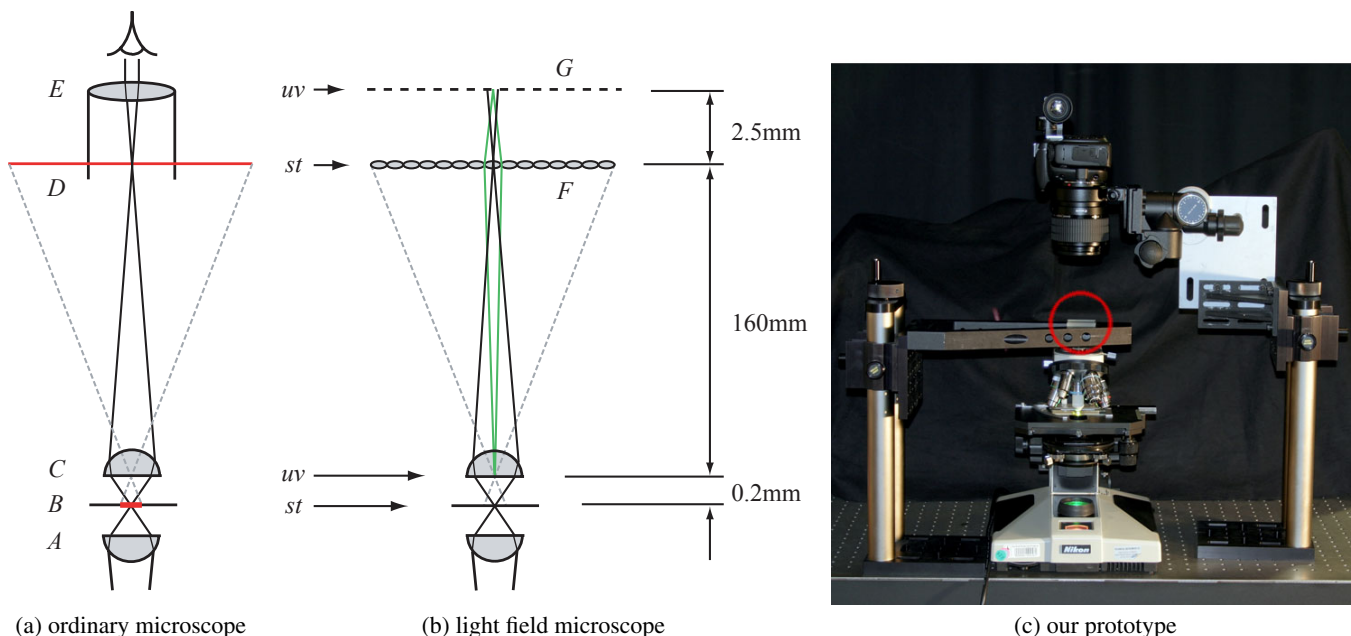 E
D
C
B
A
(a) ordinary microscope
uv
G
st
F
uv
st
2.5mm
160mm
0.2mm
(b) light field microscope
Nikon
(c) our prototype